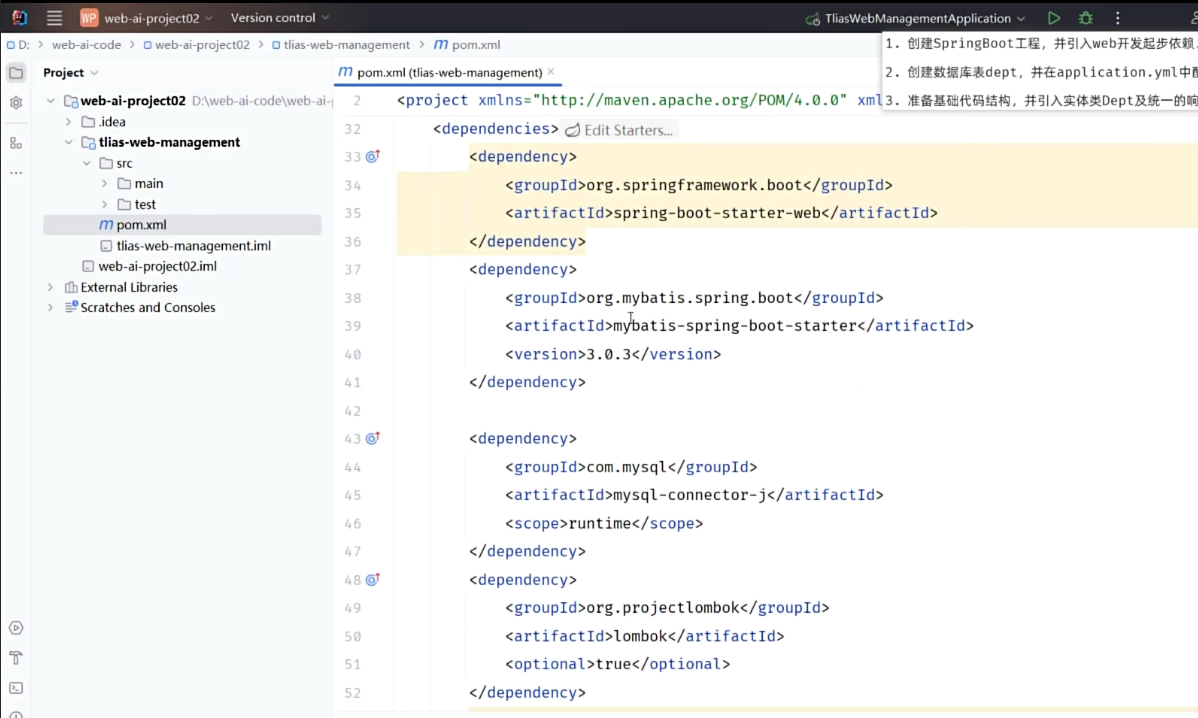 WP web-ai-project02 Version control TliasWebManagementApplication
D: web-ai-code web-ai-project02 tlias-web-management m pom.xml
1. 创建SpringBoot工程，并引入web开发起步依赖、
2. 创建数据库表dept，并在application.yml中配
3. 准备基础代码结构，并引入实体类Dept及统一的响
Project
web-ai-project02 D:\web-ai-code\web-ai-p
.idea
tlias-web-management
src
main
test
m pom.xml
tlias-web-management.iml
web-ai-project02.iml
External Libraries
Scratches and Consoles
m pom.xml (tlias-web-management)
2 <project xmlns="http://maven.apache.org/POM/4.0.0" xml
32 <dependencies> Edit Starters...
33 <dependency>
34 <groupId>org.springframework.boot</groupId>
35 <artifactId>spring-boot-starter-web</artifactId>
36 </dependency>
37 <dependency>
38 <groupId>org.mybatis.spring.boot</groupId>
39 <artifactId>mybatis-spring-boot-starter</artifactId>
40 <version>3.0.3</version>
41 </dependency>
42
43 <dependency>
44 <groupId>com.mysql</groupId>
45 <artifactId>mysql-connector-j</artifactId>
46 <scope>runtime</scope>
47 </dependency>
48 <dependency>
49 <groupId>org.projectlombok</groupId>
50 <artifactId>lombok</artifactId>
51 <optional>true</optional>
52 </dependency>